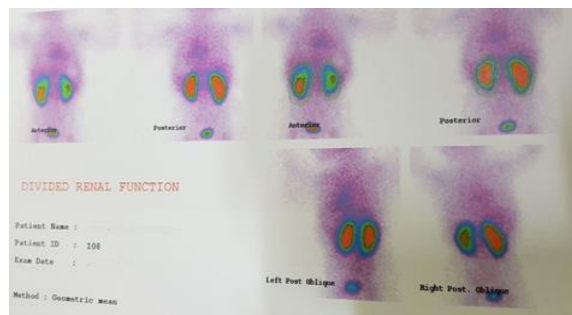 Anterior
Posterior
Anterior
Posterior
DIVIDED RENAL FUNCTION
Patient Name :
Patient ID : 108
Exam Date :
Left Post Oblique
Right Post. Oblique
Method : Geometric mean